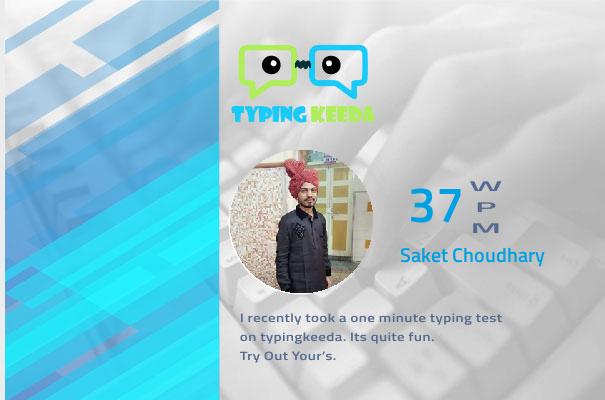 TYPING KEEDA
37 WPM
Saket Choudhary
I recently took a one minute typing test
on typingkeeda. Its quite fun.
Try Out Your's.